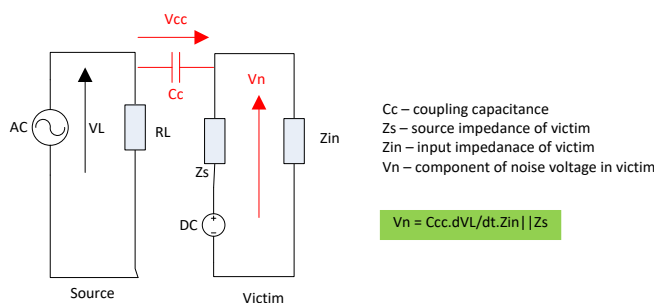 Vcc
Cc
Vn
AC
VL
RL
Zs
Zin
DC
+
−
Source
Victim
Cc – coupling capacitance
Zs – source impedance of victim
Zin – input impedanace of victim
Vn – component of noise voltage in victim
Vn = Ccc.dVL/dt.Zin||Zs